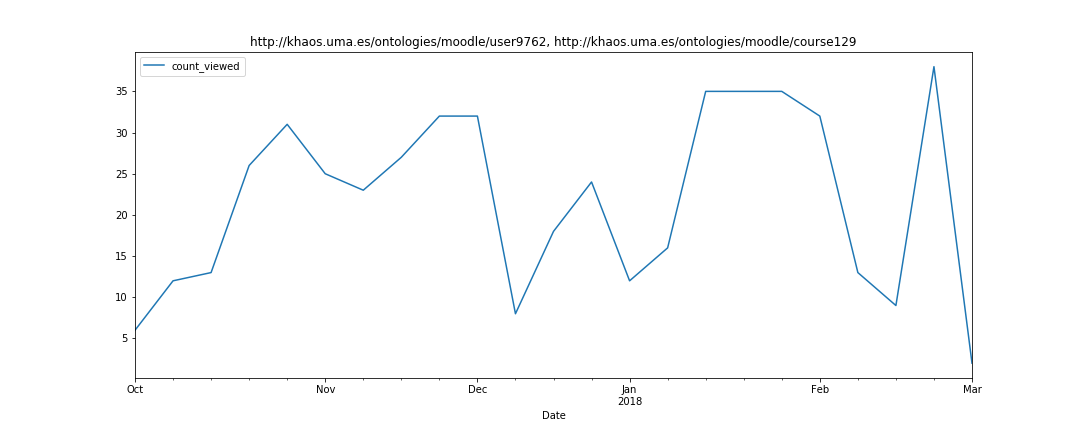 http://khaos.uma.es/ontologies/moodle/user9762, http://khaos.uma.es/ontologies/moodle/course129
count_viewed
35
30
25
20
15
10
5
Oct Nov Dec Jan Feb Mar
2018
Date